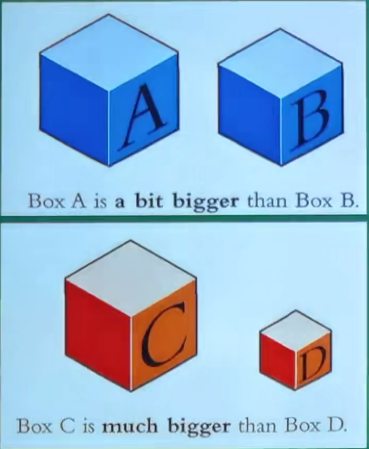 A
B
Box A is a bit bigger than Box B.
C
D
Box C is much bigger than Box D.